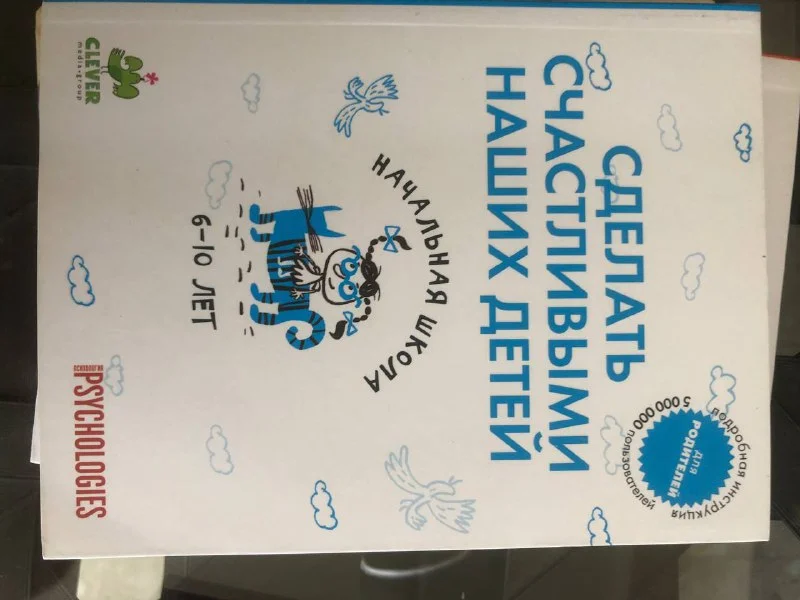 подробная инструкция
для
РОДИТЕЛЕЙ
5 000 000 пользователей
СДЕЛАТЬ
СЧАСТЛИВЫМИ
НАШИХ ДЕТЕЙ
НАЧАЛЬНАЯ ШКОЛА
6–10 ЛЕТ
CLEVER
media-group
PSYCHOLOGIES